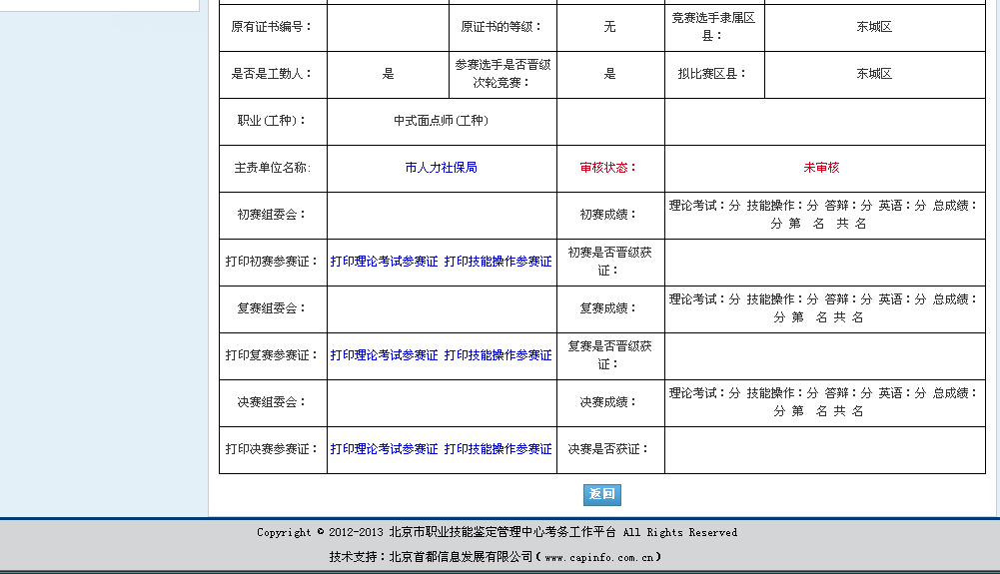 原有证书编号： 原证书的等级： 无 竞赛选手隶属区县： 东城区
是否是工勤人： 是 参赛选手是否晋级次轮竞赛： 是 拟比赛区县： 东城区
职业(工种)： 中式面点师(工种)
主责单位名称: 市人力社保局 审核状态： 未审核
初赛组委会： 初赛成绩： 理论考试：分 技能操作：分 答辩：分 英语：分 总成绩：分 第 名 共 名
打印初赛参赛证： 打印理论考试参赛证 打印技能操作参赛证 初赛是否晋级获证：
复赛组委会： 复赛成绩： 理论考试：分 技能操作：分 答辩：分 英语：分 总成绩：分 第 名 共 名
打印复赛参赛证： 打印理论考试参赛证 打印技能操作参赛证 复赛是否晋级获证：
决赛组委会： 决赛成绩： 理论考试：分 技能操作：分 答辩：分 英语：分 总成绩：分 第 名 共 名
打印决赛参赛证： 打印理论考试参赛证 打印技能操作参赛证 决赛是否获证：
返回
Copyright © 2012-2013 北京市职业技能鉴定管理中心考务工作平台 All Rights Reserved
技术支持：北京首都信息发展有限公司(www.capinfo.com.cn)